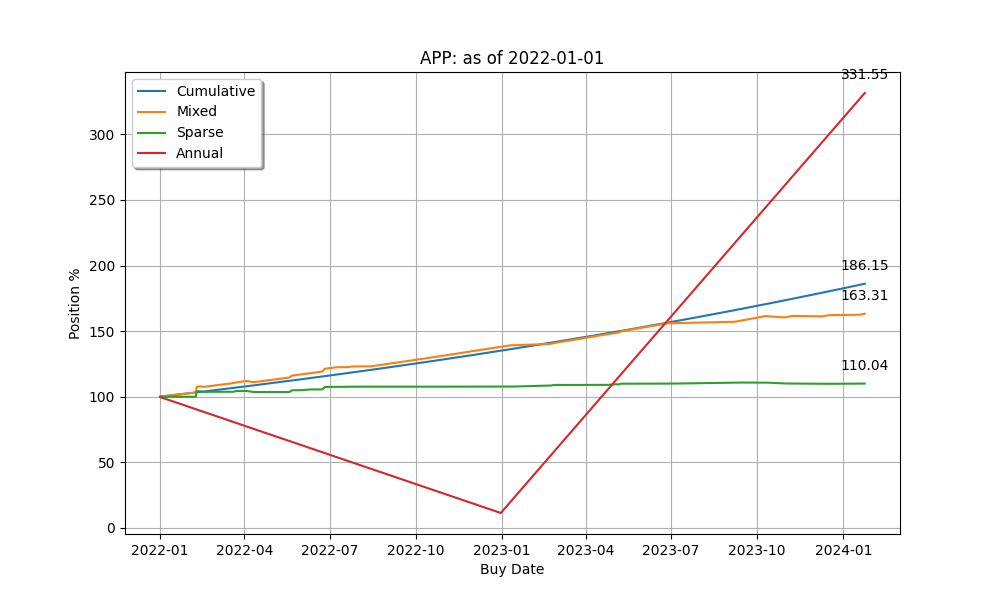 APP: as of 2022-01-01
331.55
Cumulative
Mixed
Sparse
Annual
300
250
200
186.15
163.31
150
110.04
100
50
0
Position %
2022-01 2022-04 2022-07 2022-10 2023-01 2023-04 2023-07 2023-10 2024-01
Buy Date